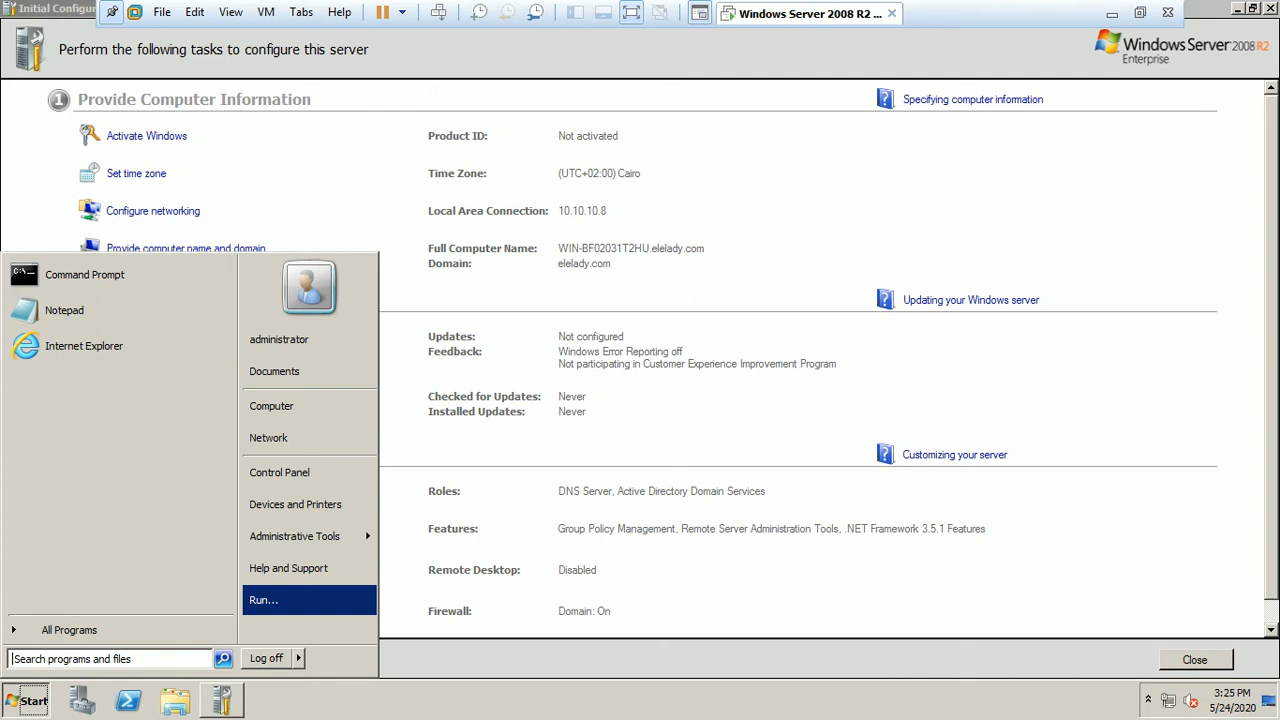 Initial Configur
File Edit View VM Tabs Help
Windows Server 2008 R2 ...
Perform the following tasks to configure this server
Windows Server 2008 R2
Enterprise
1 Provide Computer Information
Specifying computer information
Activate Windows
Product ID: Not activated
Set time zone
Time Zone: (UTC+02:00) Cairo
Configure networking
Local Area Connection: 10.10.10.8
Provide computer name and domain
Full Computer Name: WIN-BF02031T2HU.elelady.com
Domain: elelady.com
Updating your Windows server
Updates: Not configured
Feedback: Windows Error Reporting off
Not participating in Customer Experience Improvement Program
Checked for Updates: Never
Installed Updates: Never
Customizing your server
Roles: DNS Server, Active Directory Domain Services
Features: Group Policy Management, Remote Server Administration Tools, .NET Framework 3.5.1 Features
Remote Desktop: Disabled
Firewall: Domain: On
Close
Command Prompt
Notepad
Internet Explorer
All Programs
Search programs and files
administrator
Documents
Computer
Network
Control Panel
Devices and Printers
Administrative Tools
Help and Support
Run...
Log off
Start
3:25 PM
5/24/2020